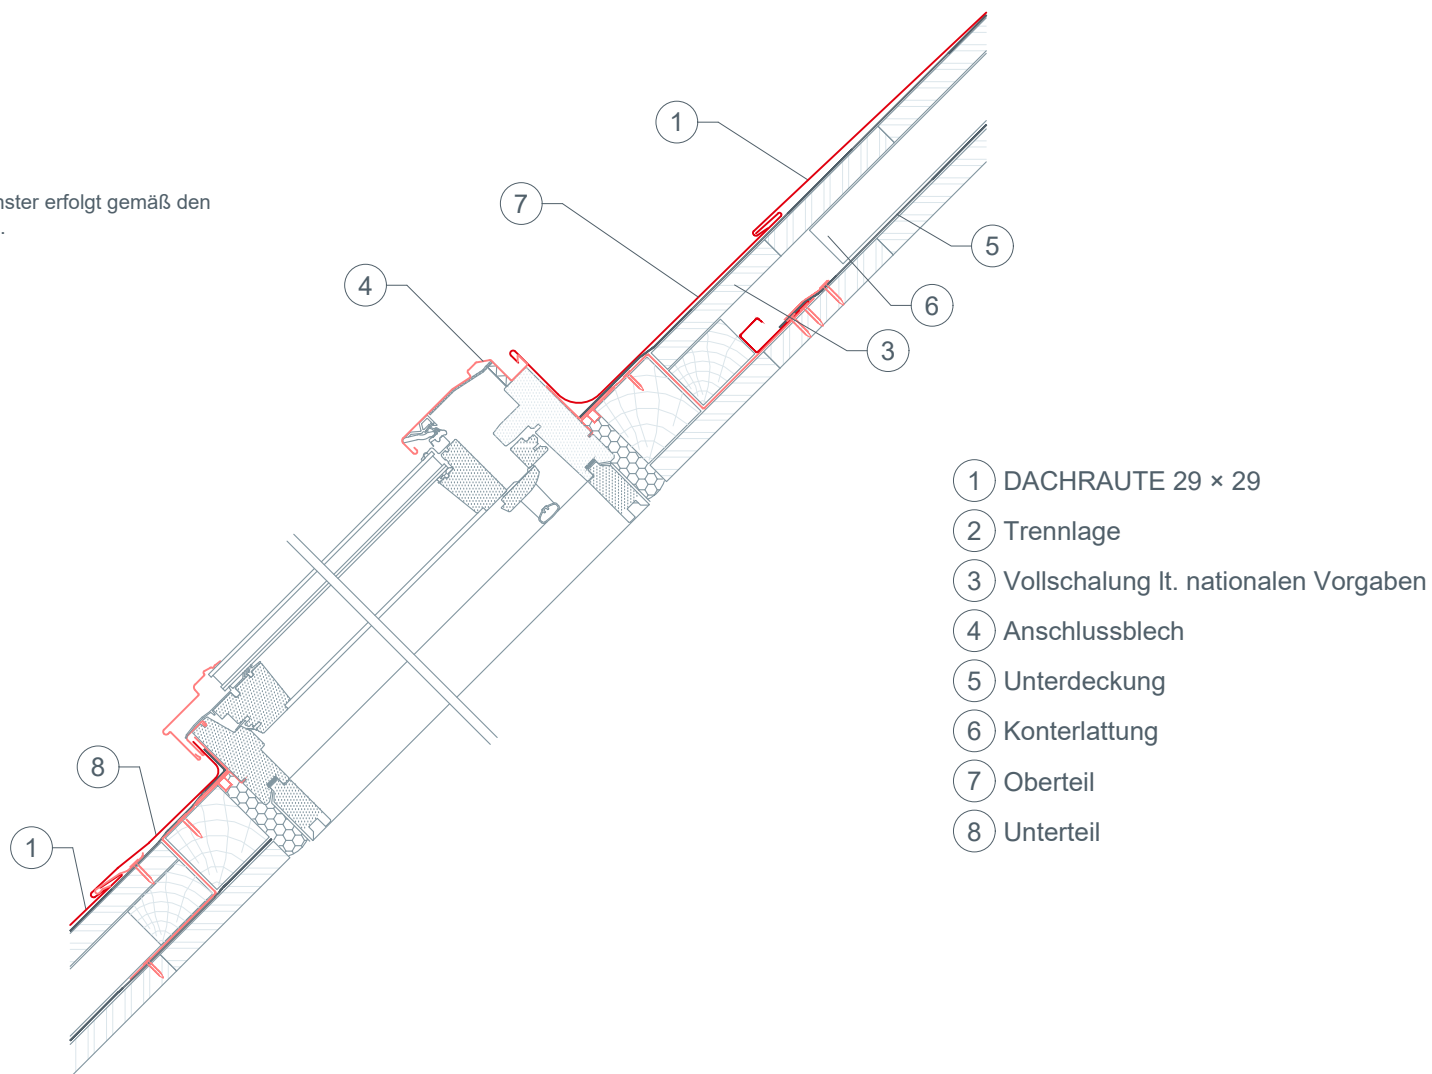 nster erfolgt gemäß den
.
1
7
4
5
6
3
8
1
1 DACHRAUTE 29 × 29
2 Trennlage
3 Vollschalung lt. nationalen Vorgaben
4 Anschlussblech
5 Unterdeckung
6 Konterlattung
7 Oberteil
8 Unterteil